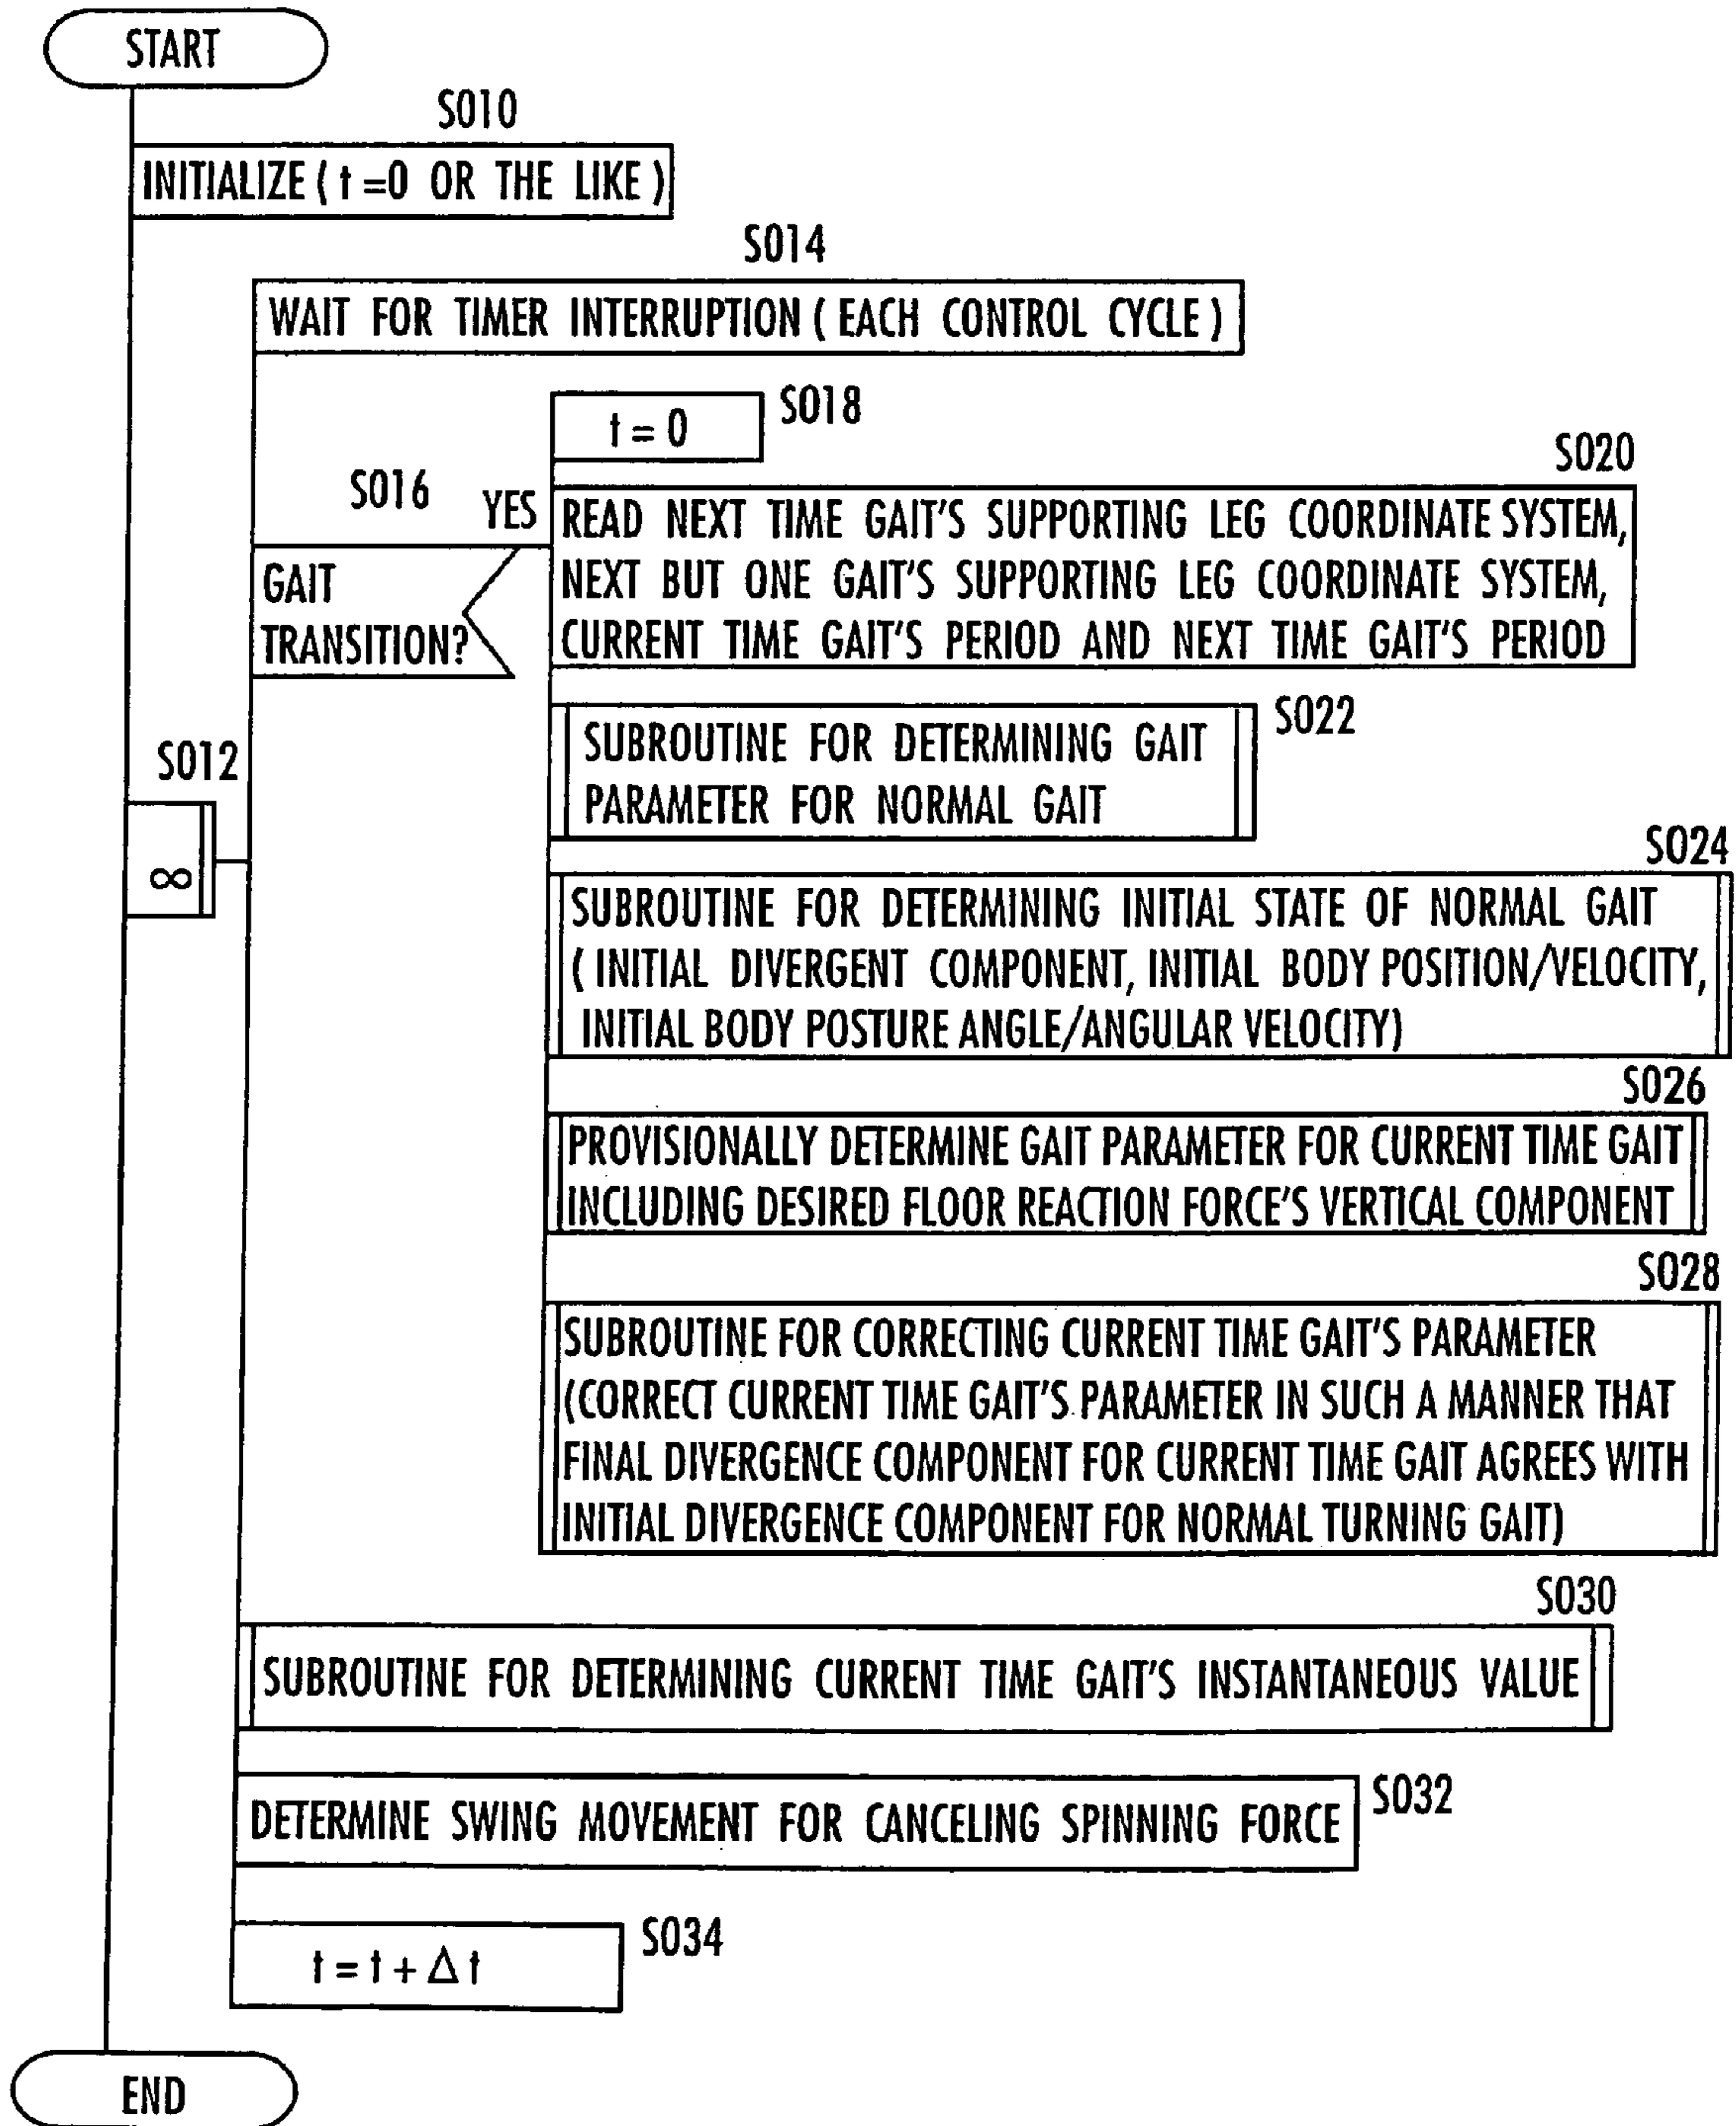 START
S010
INITIALIZE ( t =0 OR THE LIKE )
S014
WAIT FOR TIMER INTERRUPTION ( EACH CONTROL CYCLE )
t = 0
S018
S016
YES
GAIT
TRANSITION?
S020
READ NEXT TIME GAIT'S SUPPORTING LEG COORDINATE SYSTEM,
NEXT BUT ONE GAIT'S SUPPORTING LEG COORDINATE SYSTEM,
CURRENT TIME GAIT'S PERIOD AND NEXT TIME GAIT'S PERIOD
S022
SUBROUTINE FOR DETERMINING GAIT
PARAMETER FOR NORMAL GAIT
S012
∞
S024
SUBROUTINE FOR DETERMINING INITIAL STATE OF NORMAL GAIT
( INITIAL DIVERGENT COMPONENT, INITIAL BODY POSITION/VELOCITY,
INITIAL BODY POSTURE ANGLE/ANGULAR VELOCITY)
S026
PROVISIONALLY DETERMINE GAIT PARAMETER FOR CURRENT TIME GAIT
INCLUDING DESIRED FLOOR REACTION FORCE'S VERTICAL COMPONENT
S028
SUBROUTINE FOR CORRECTING CURRENT TIME GAIT'S PARAMETER
(CORRECT CURRENT TIME GAIT'S PARAMETER IN SUCH A MANNER THAT
FINAL DIVERGENCE COMPONENT FOR CURRENT TIME GAIT AGREES WITH
INITIAL DIVERGENCE COMPONENT FOR NORMAL TURNING GAIT)
S030
SUBROUTINE FOR DETERMINING CURRENT TIME GAIT'S INSTANTANEOUS VALUE
S032
DETERMINE SWING MOVEMENT FOR CANCELING SPINNING FORCE
S034
t = t + Δ t
END